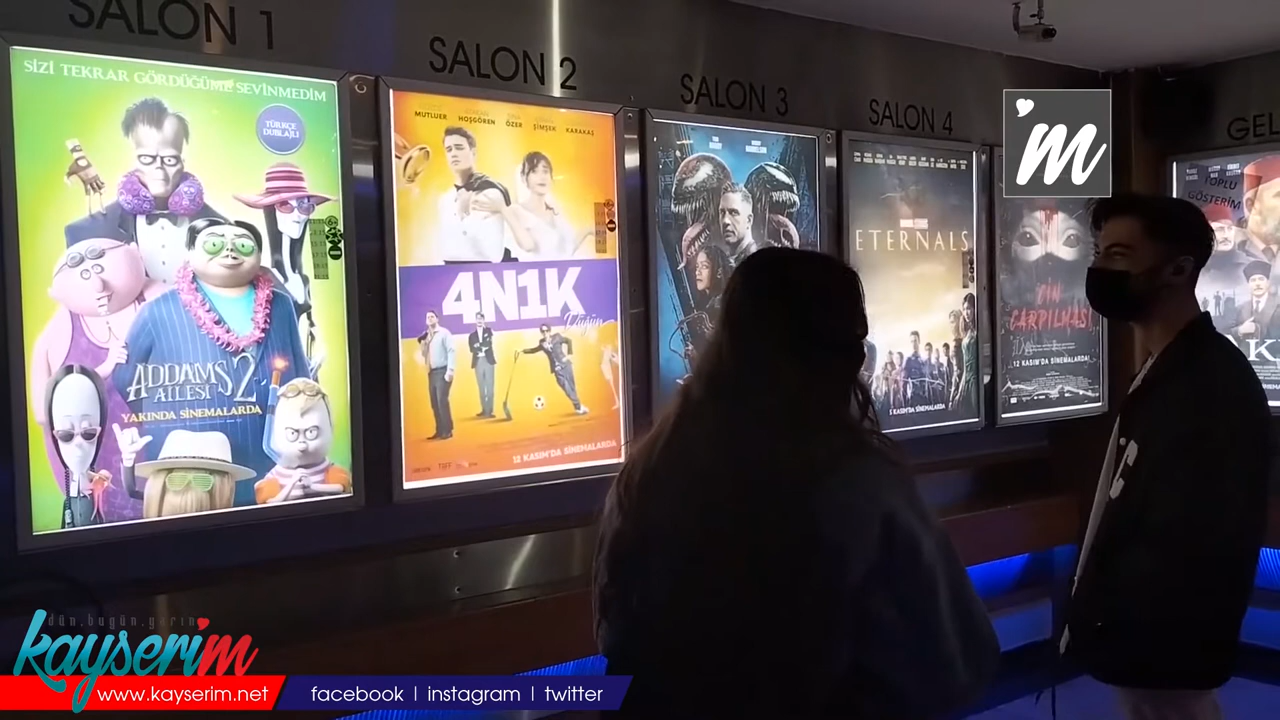 SALON 1
SİZİ TEKRAR GÖRDÜĞÜME SEVİNMEDİM
TÜRKÇE
DUBLAJLI
ADDAMS
AILESİ 2
YAKINDA SİNEMALARDA
SALON 2
MUTLUER HOŞGÖREN ÖZER ŞİMŞEK KARAKAŞ
4N1K
Düğün
12 KASIM'DA SİNEMALARDA
SALON 3
SALON 4
ETERNALS
5 KASIM'DA SİNEMALARDA
'm
CİN
ÇARPILMASI
12 KASIM'DA SİNEMALARDA!
GEL
TOPLU
GÖSTERİM
dün.bugün.yarın
kayserim
www.kayserim.net
facebook | instagram | twitter